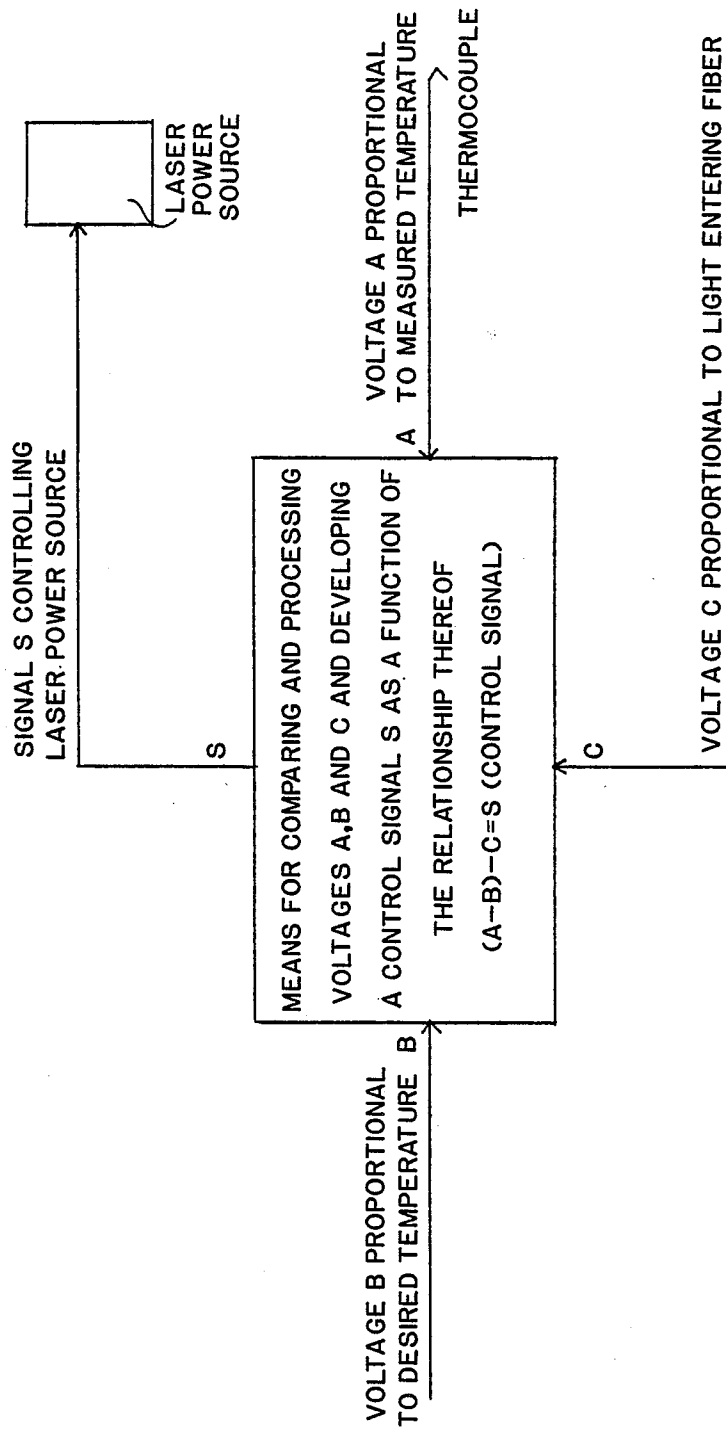 SIGNAL S CONTROLLING
LASER POWER SOURCE
LASER
POWER
SOURCE
S
VOLTAGE B PROPORTIONAL
TO DESIRED TEMPERATURE B
MEANS FOR COMPARING AND PROCESSING
VOLTAGES A,B AND C AND DEVELOPING
A CONTROL SIGNAL S AS A FUNCTION OF
THE RELATIONSHIP THEREOF
(A−B)−C=S (CONTROL SIGNAL)
VOLTAGE A PROPORTIONAL
A TO MEASURED TEMPERATURE
THERMOCOUPLE
C
VOLTAGE C PROPORTIONAL TO LIGHT ENTERING FIBER